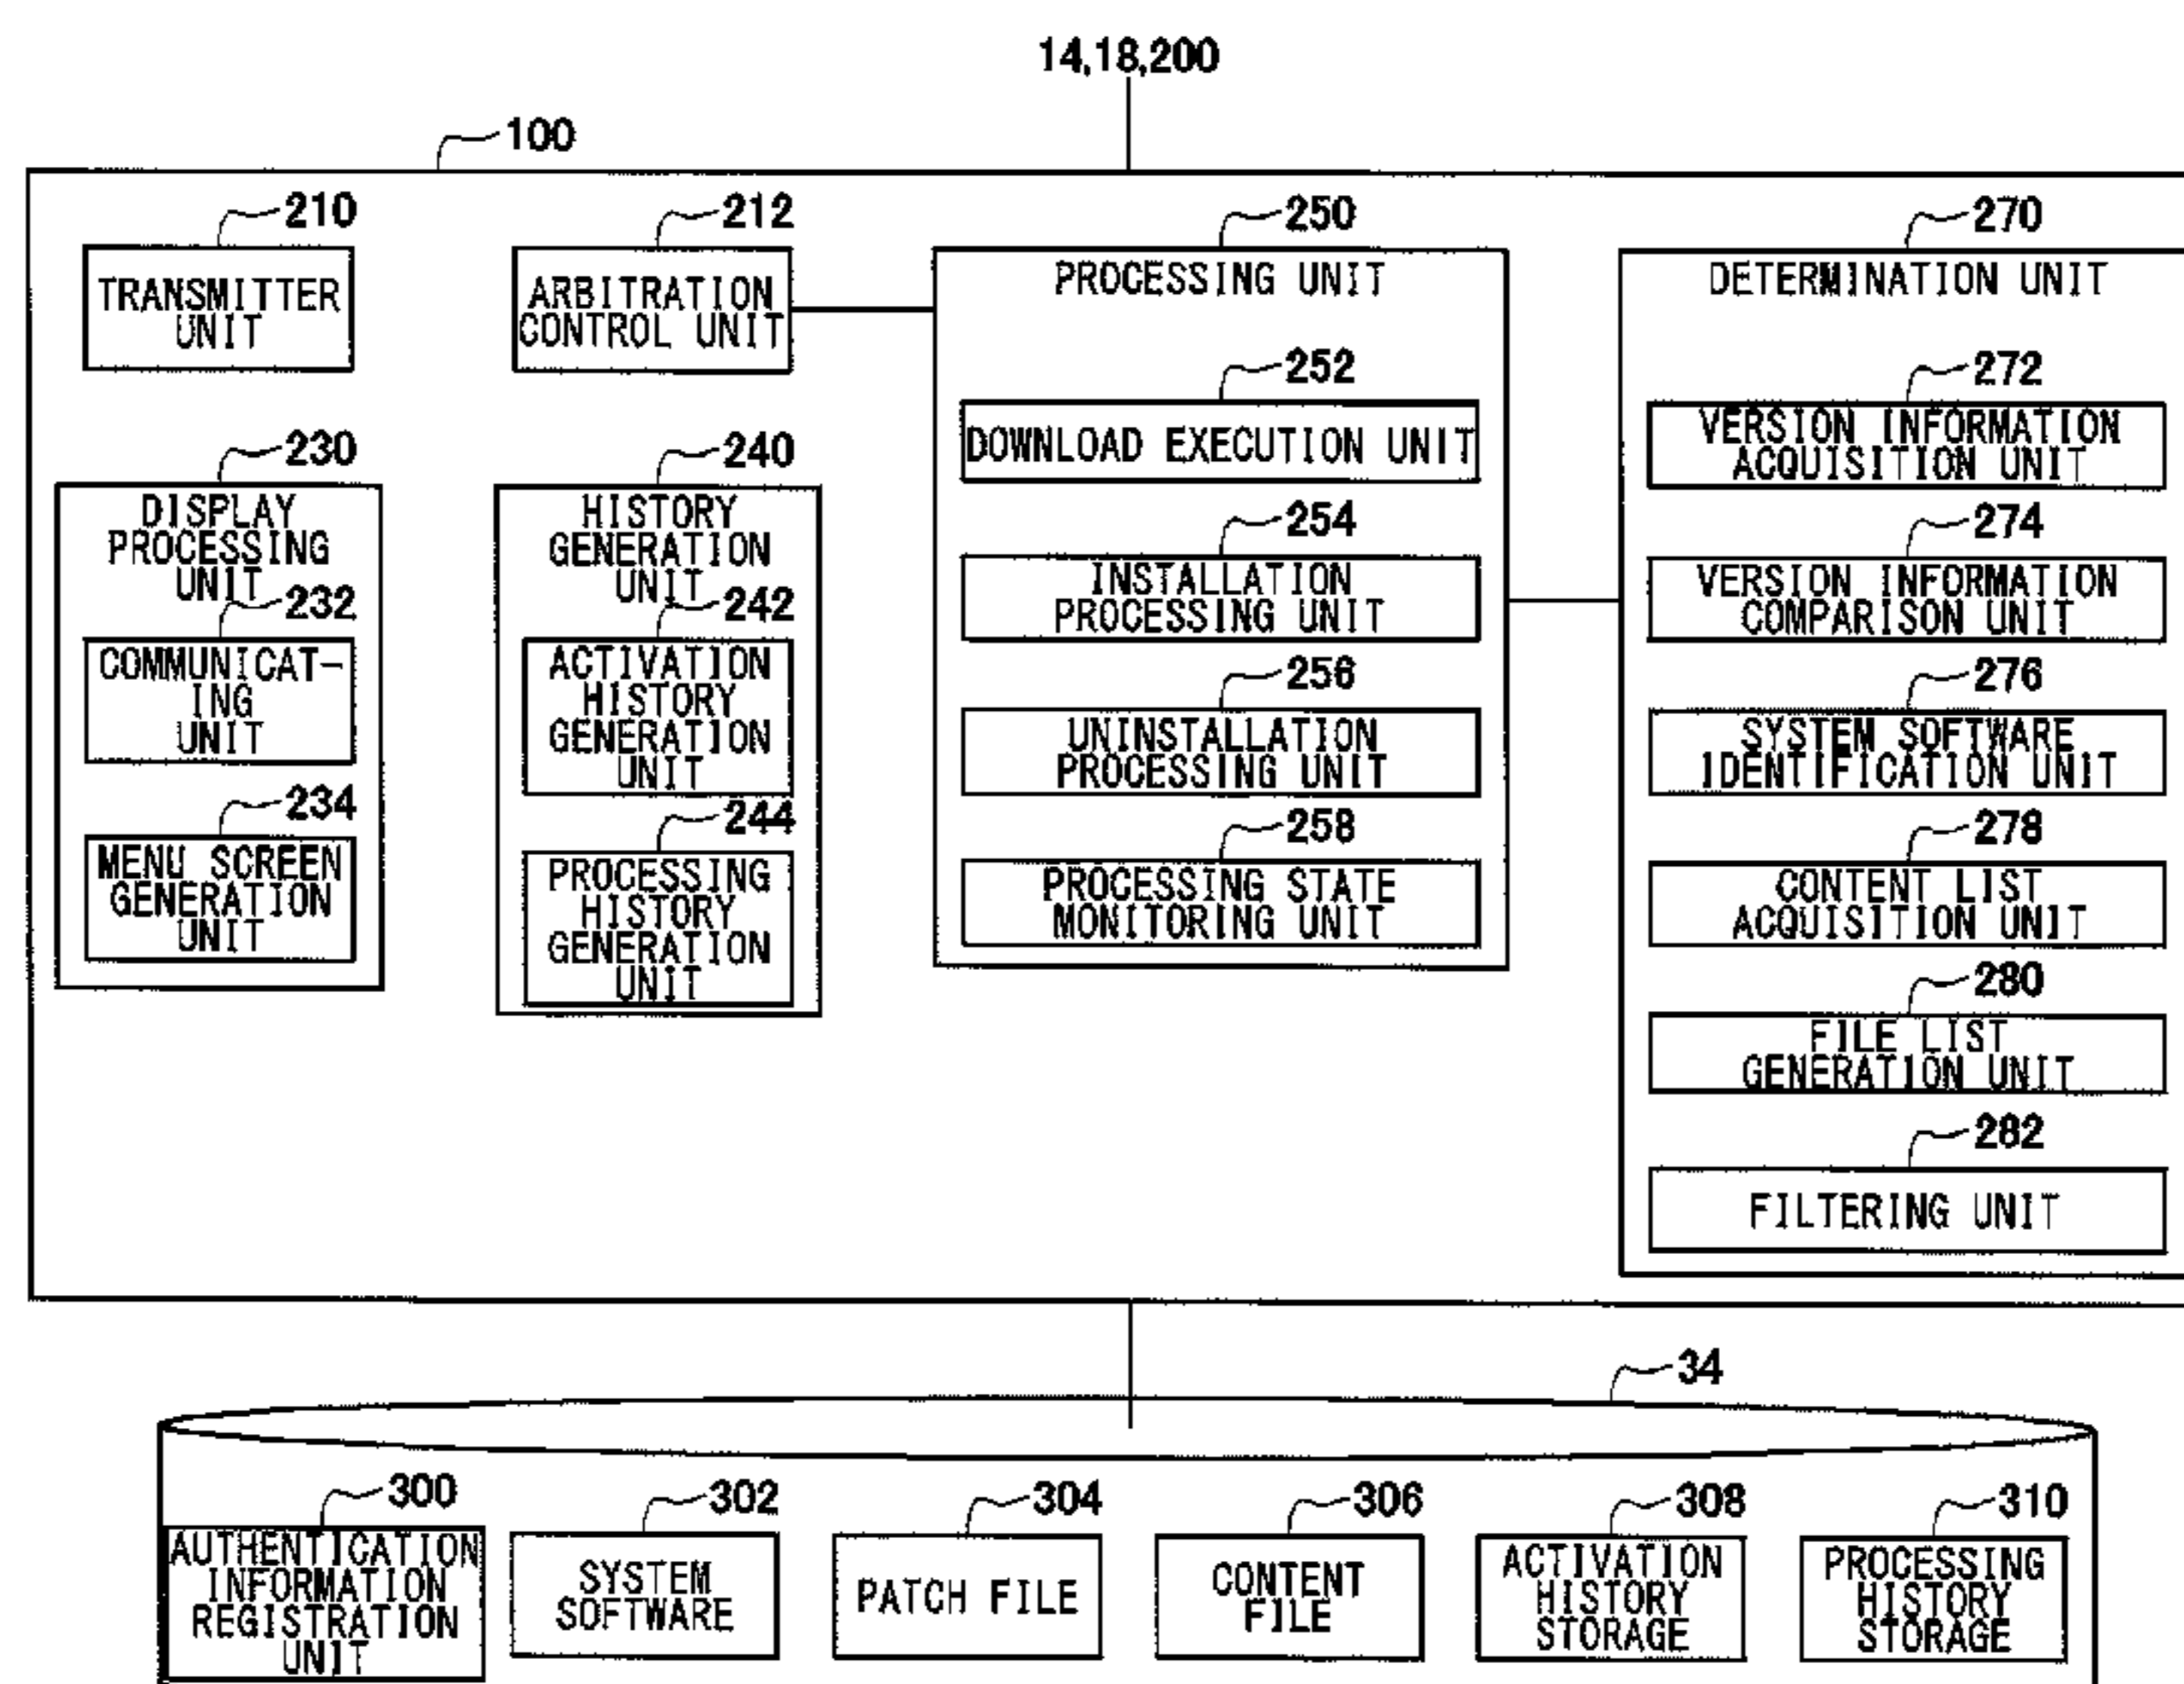 14,18,200
100
210
TRANSMITTER
UNIT
212
ARBITRATION
CONTROL UNIT
230
DISPLAY
PROCESSING
UNIT
232
COMMUNICAT-
ING
UNIT
234
MENU SCREEN
GENERATION
UNIT
240
HISTORY
GENERATION
UNIT
242
ACTIVATION
HISTORY
GENERATION
UNIT
244
PROCESSING
HISTORY
GENERATION
UNIT
250
PROCESSING UNIT
252
DOWNLOAD EXECUTION UNIT
254
INSTALLATION
PROCESSING UNIT
256
UNINSTALLATION
PROCESSING UNIT
258
PROCESSING STATE
MONITORING UNIT
270
DETERMINATION UNIT
272
VERSION INFORMATION
ACQUISITION UNIT
274
VERSION INFORMATION
COMPARISON UNIT
276
SYSTEM SOFTWARE
IDENTIFICATION UNIT
278
CONTENT LIST
ACQUISITION UNIT
280
FILE LIST
GENERATION UNIT
282
FILTERING UNIT
34
300
AUTHENTICATION
INFORMATION
REGISTRATION
UNIT
302
SYSTEM
SOFTWARE
304
PATCH FILE
306
CONTENT
FILE
308
ACTIVATION
HISTORY
STORAGE
310
PROCESSING
HISTORY
STORAGE